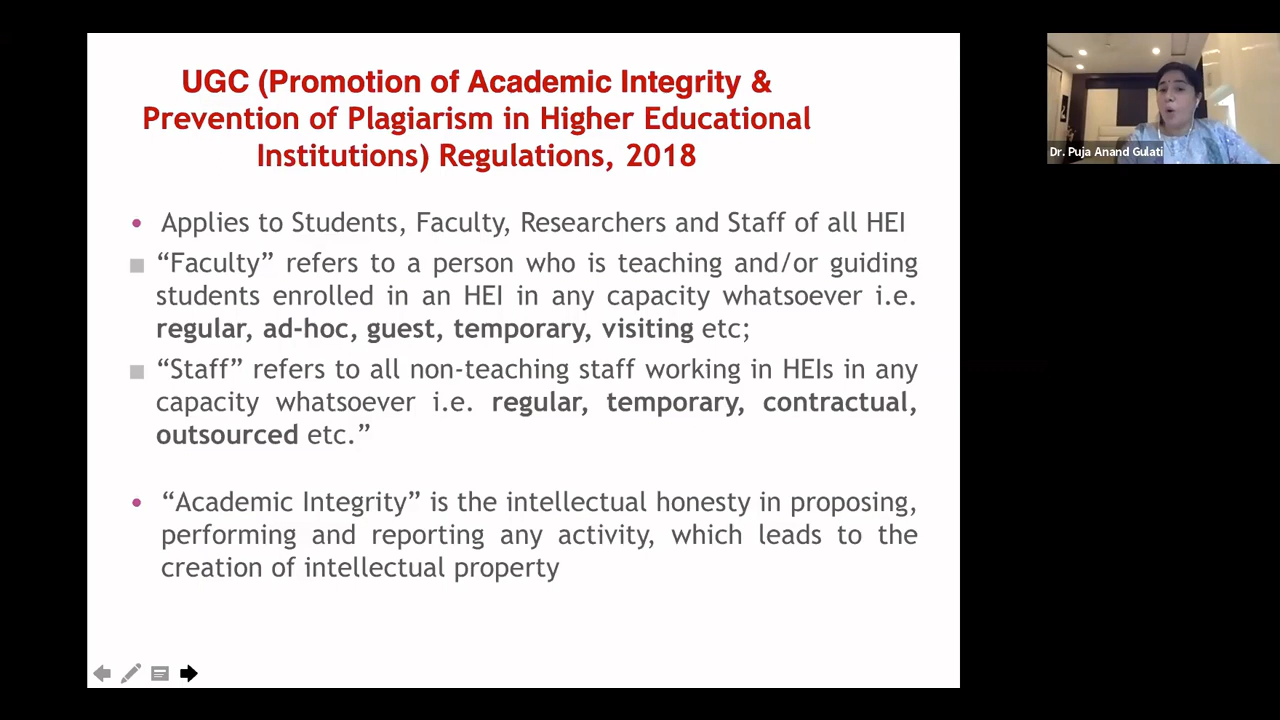 UGC (Promotion of Academic Integrity &
Prevention of Plagiarism in Higher Educational
Institutions) Regulations, 2018
• Applies to Students, Faculty, Researchers and Staff of all HEI
■ “Faculty” refers to a person who is teaching and/or guiding
students enrolled in an HEI in any capacity whatsoever i.e.
regular, ad-hoc, guest, temporary, visiting etc;
■ “Staff” refers to all non-teaching staff working in HEIs in any
capacity whatsoever i.e. regular, temporary, contractual,
outsourced etc.”
• “Academic Integrity” is the intellectual honesty in proposing,
performing and reporting any activity, which leads to the
creation of intellectual property
Dr. Puja Anand Gulati